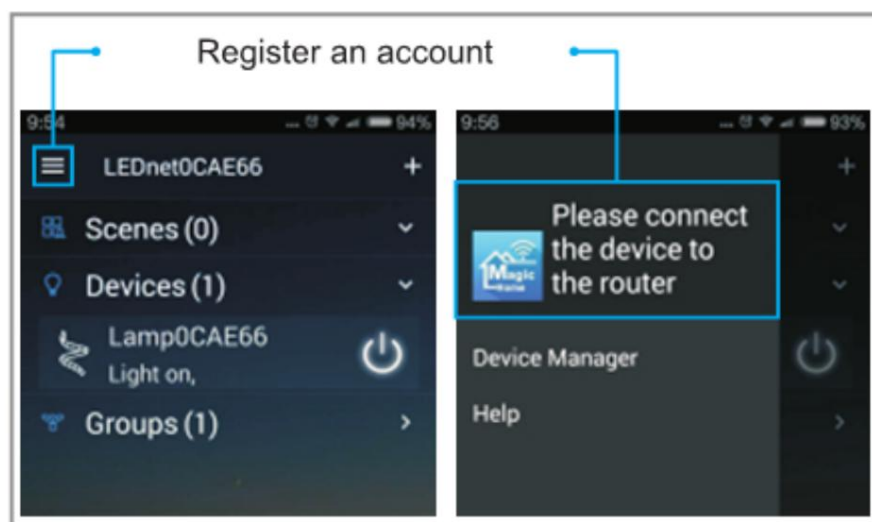 Register an account
9:54
... 94%
LEDnet0CAE66
+
Scenes (0)
Devices (1)
Lamp0CAE66
Light on,
Groups (1)
9:56
... 93%
+
Please connect
the device to
the router
Magic
Home
Device Manager
Help